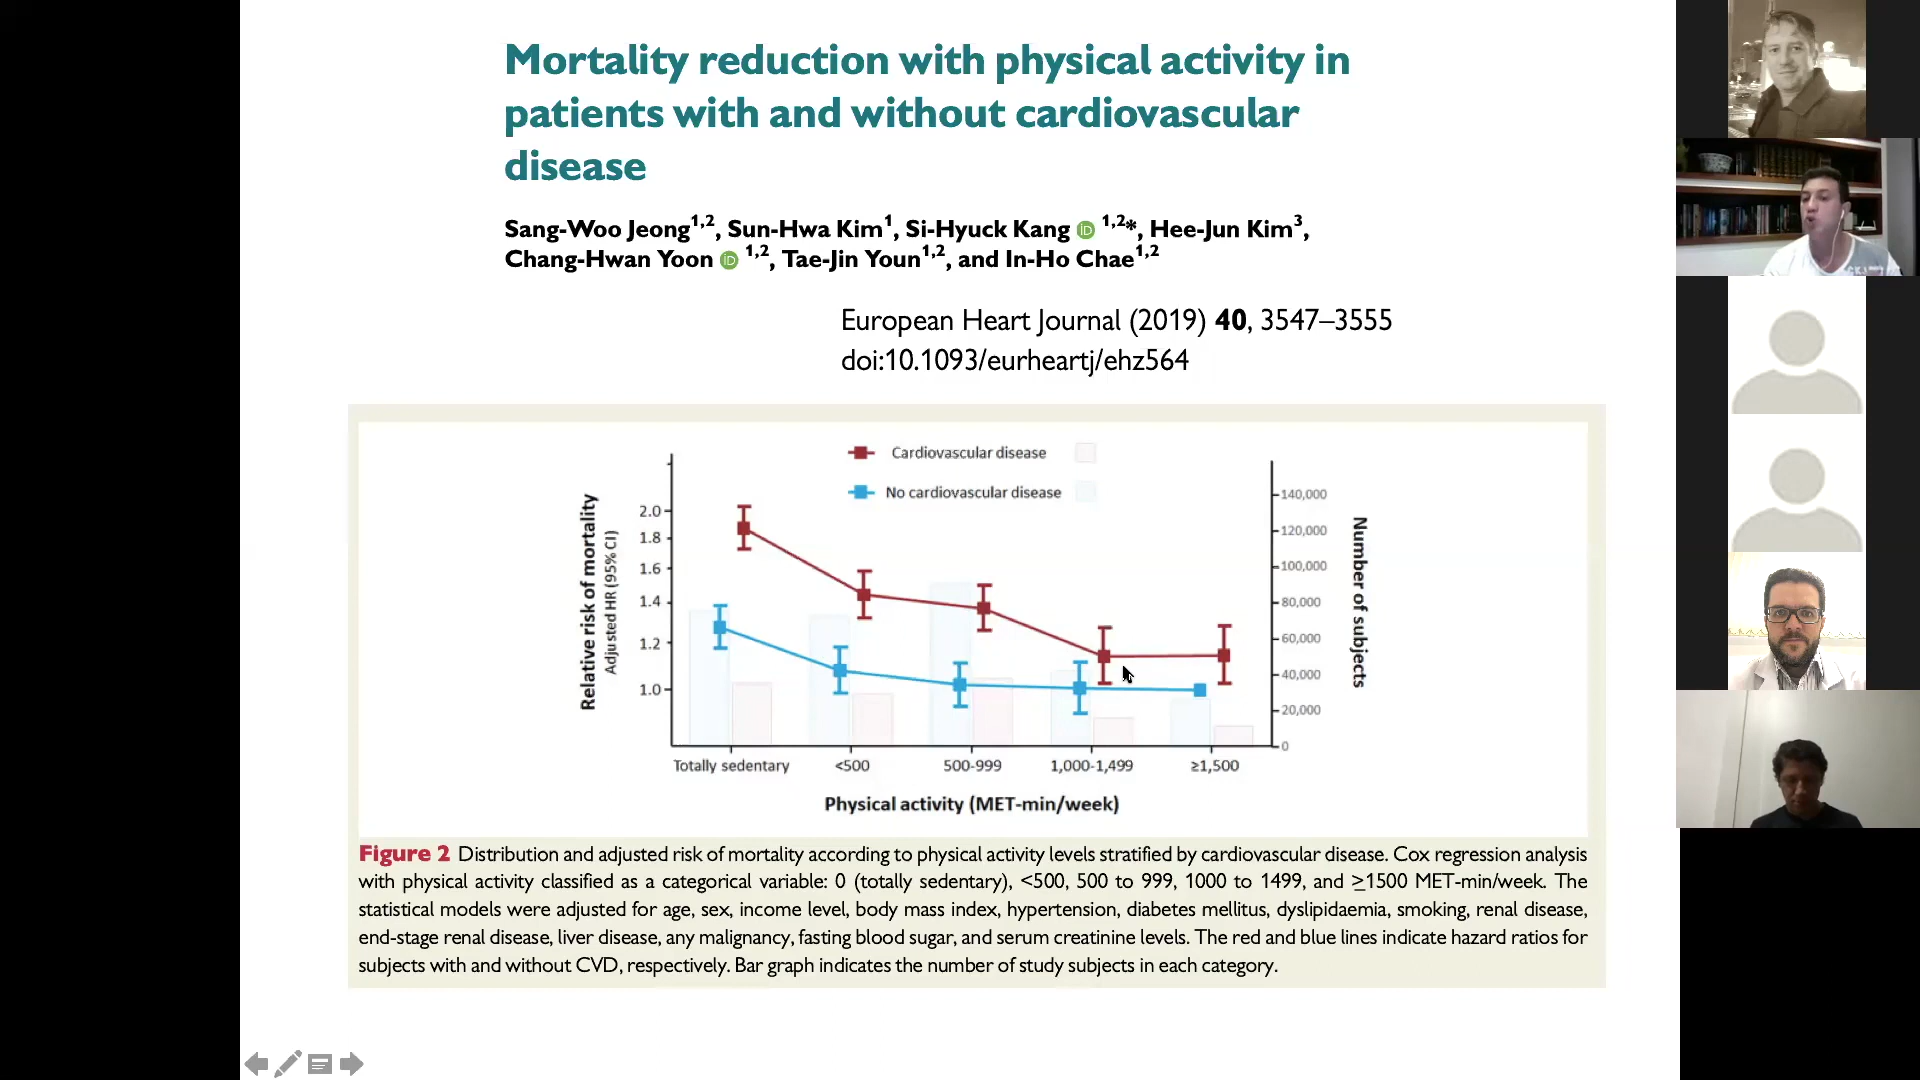 Mortality reduction with physical activity in
patients with and without cardiovascular
disease
Sang-Woo Jeong1,2, Sun-Hwa Kim1, Si-Hyuck Kang iD 1,2*, Hee-Jun Kim3,
Chang-Hwan Yoon iD 1,2, Tae-Jin Youn1,2, and In-Ho Chae1,2
European Heart Journal (2019) 40, 3547–3555
doi:10.1093/eurheartj/ehz564
Cardiovascular disease
No cardiovascular disease
Relative risk of mortality
Adjusted HR (95% CI)
2.0
1.8
1.6
1.4
1.2
1.0
140,000
120,000
100,000
80,000
60,000
40,000
20,000
0
Number of subjects
Totally sedentary <500 500-999 1,000-1,499 ≥1,500
Physical activity (MET-min/week)
Figure 2 Distribution and adjusted risk of mortality according to physical activity levels stratified by cardiovascular disease. Cox regression analysis
with physical activity classified as a categorical variable: 0 (totally sedentary), <500, 500 to 999, 1000 to 1499, and ≥1500 MET-min/week. The
statistical models were adjusted for age, sex, income level, body mass index, hypertension, diabetes mellitus, dyslipidaemia, smoking, renal disease,
end-stage renal disease, liver disease, any malignancy, fasting blood sugar, and serum creatinine levels. The red and blue lines indicate hazard ratios for
subjects with and without CVD, respectively. Bar graph indicates the number of study subjects in each category.